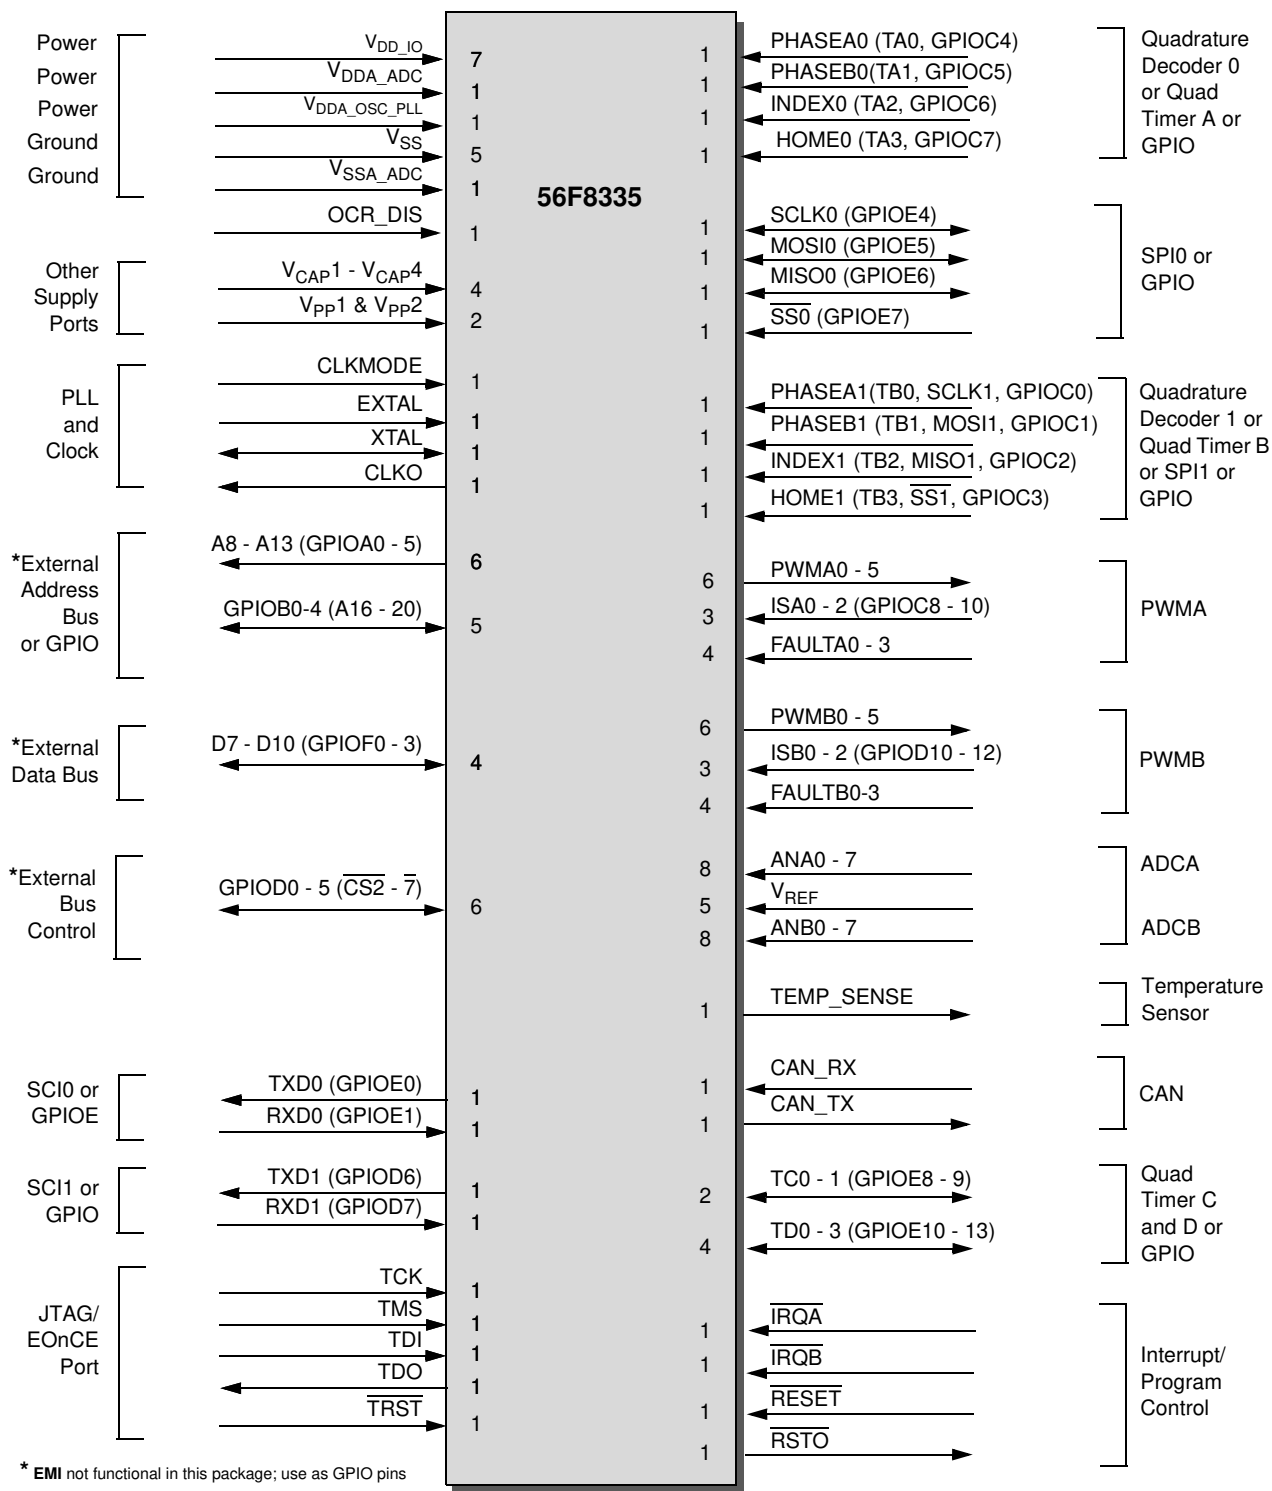 56F8335
Power
Power
Power
Ground
Ground
V_DD_IO
7
V_DDA_ADC
1
V_DDA_OSC_PLL
1
V_SS
5
V_SSA_ADC
1
OCR_DIS
1
Other
Supply
Ports
V_CAP1 - V_CAP4
4
V_PP1 & V_PP2
2
PLL
and
Clock
CLKMODE
1
EXTAL
1
XTAL
1
CLKO
1
*External
Address
Bus
or GPIO
A8 - A13 (GPIOA0 - 5)
6
GPIOB0-4 (A16 - 20)
5
*External
Data Bus
D7 - D10 (GPIOF0 - 3)
4
*External
Bus
Control
GPIOD0 - 5 (CS2 - 7)
6
SCI0 or
GPIOE
TXD0 (GPIOE0)
1
RXD0 (GPIOE1)
1
SCI1 or
GPIO
TXD1 (GPIOD6)
1
RXD1 (GPIOD7)
1
JTAG/
EOnCE
Port
TCK
1
TMS
1
TDI
1
TDO
1
TRST
1
1
PHASEA0 (TA0, GPIOC4)
1
PHASEB0(TA1, GPIOC5)
1
INDEX0 (TA2, GPIOC6)
1
HOME0 (TA3, GPIOC7)
Quadrature
Decoder 0
or Quad
Timer A or
GPIO
1
SCLK0 (GPIOE4)
1
MOSI0 (GPIOE5)
1
MISO0 (GPIOE6)
1
SS0 (GPIOE7)
SPI0 or
GPIO
1
PHASEA1(TB0, SCLK1, GPIOC0)
1
PHASEB1 (TB1, MOSI1, GPIOC1)
1
INDEX1 (TB2, MISO1, GPIOC2)
1
HOME1 (TB3, SS1, GPIOC3)
Quadrature
Decoder 1 or
Quad Timer B
or SPI1 or
GPIO
6
PWMA0 - 5
3
ISA0 - 2 (GPIOC8 - 10)
4
FAULTA0 - 3
PWMA
6
PWMB0 - 5
3
ISB0 - 2 (GPIOD10 - 12)
4
FAULTB0-3
PWMB
8
ANA0 - 7
5
V_REF
8
ANB0 - 7
ADCA
ADCB
1
TEMP_SENSE
Temperature
Sensor
1
CAN_RX
1
CAN_TX
CAN
2
TC0 - 1 (GPIOE8 - 9)
4
TD0 - 3 (GPIOE10 - 13)
Quad
Timer C
and D or
GPIO
1
IRQA
1
IRQB
1
RESET
1
RSTO
Interrupt/
Program
Control
* EMI not functional in this package; use as GPIO pins